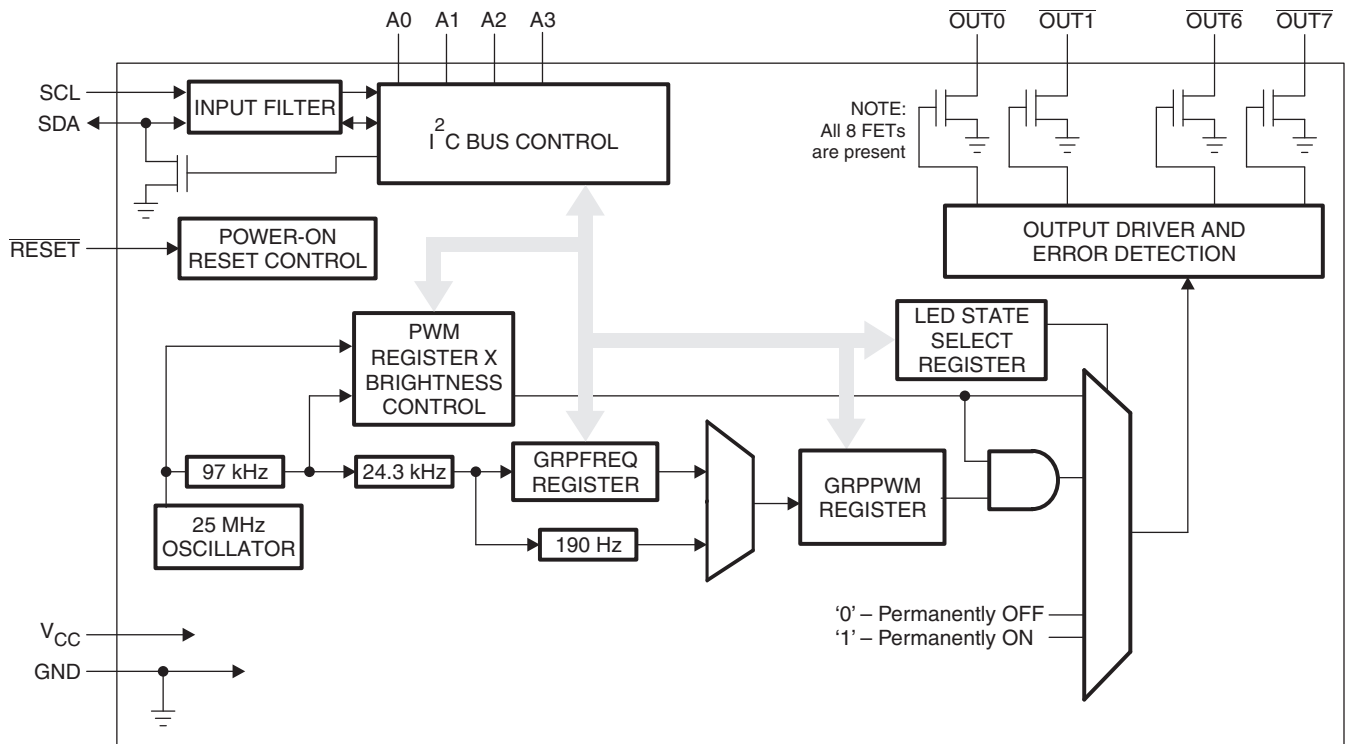 A0 A1 A2 A3
OUT0 OUT1 OUT6 OUT7
SCL
SDA
INPUT FILTER
I2C BUS CONTROL
NOTE:
All 8 FETs
are present
RESET
POWER-ON
RESET CONTROL
OUTPUT DRIVER AND
ERROR DETECTION
PWM
REGISTER X
BRIGHTNESS
CONTROL
LED STATE
SELECT
REGISTER
97 kHz
24.3 kHz
GRPFREQ
REGISTER
GRPPWM
REGISTER
25 MHz
OSCILLATOR
190 Hz
'0' – Permanently OFF
'1' – Permanently ON
VCC
GND